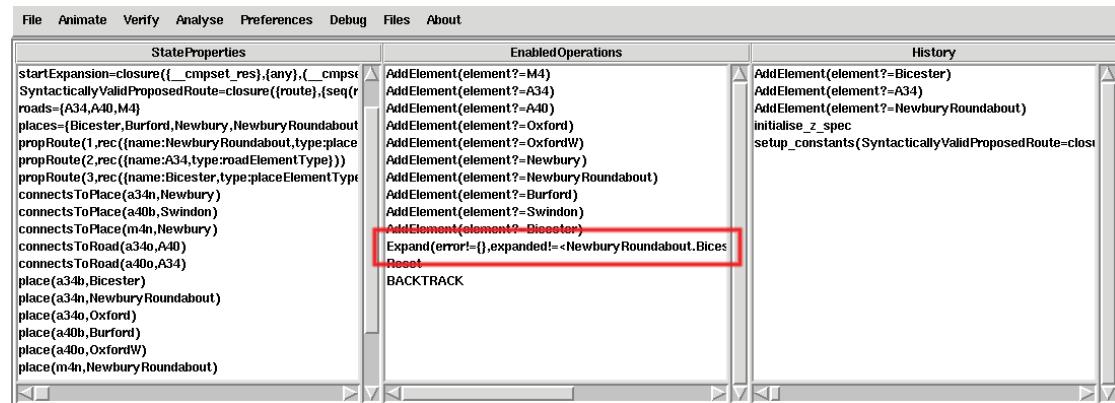 File Animate Verify Analyse Preferences Debug Files About
StateProperties
startExpansion=closure({__cmpset_res},{any},(__cmpse
SyntacticallyValidProposedRoute=closure({route},{seq(r
roads={A34,A40,M4}
places={Bicester,Burford,Newbury,NewburyRoundabout
propRoute(1,rec({name:NewburyRoundabout,type:place
propRoute(2,rec({name:A34,type:roadElementType}))
propRoute(3,rec({name:Bicester,type:placeElementType
connectsToPlace(a34n,Newbury)
connectsToPlace(a40b,Swindon)
connectsToPlace(m4n,Newbury)
connectsToRoad(a34o,A40)
connectsToRoad(a40o,A34)
place(a34b,Bicester)
place(a34n,NewburyRoundabout)
place(a34o,Oxford)
place(a40b,Burford)
place(a40o,OxfordW)
place(m4n,NewburyRoundabout)
EnabledOperations
AddElement(element?=M4)
AddElement(element?=A34)
AddElement(element?=A40)
AddElement(element?=Oxford)
AddElement(element?=OxfordW)
AddElement(element?=Newbury)
AddElement(element?=NewburyRoundabout)
AddElement(element?=Burford)
AddElement(element?=Swindon)
AddElement(element?=Bicester)
Expand(error!={},expanded!=<NewburyRoundabout.Bices
Reset
BACKTRACK
History
AddElement(element?=Bicester)
AddElement(element?=A34)
AddElement(element?=NewburyRoundabout)
initialise_z_spec
setup_constants(SyntacticallyValidProposedRoute=closu